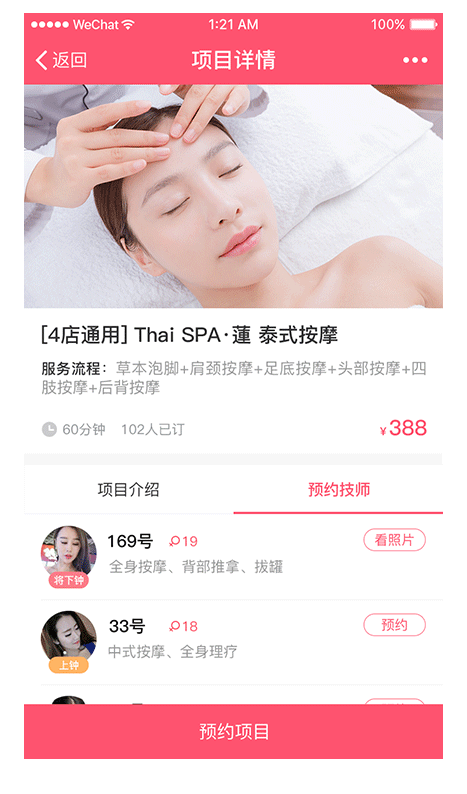 WeChat 1:21 AM 100%
返回 项目详情
[4店通用] Thai SPA·蓮 泰式按摩
服务流程：草本泡脚+肩颈按摩+足底按摩+头部按摩+四
肢按摩+后背按摩
60分钟 102人已订 ¥388
项目介绍 预约技师
169号 19 看照片
全身按摩、背部推拿、拔罐
将下钟
33号 18 预约
中式按摩、全身理疗
上钟
预约项目